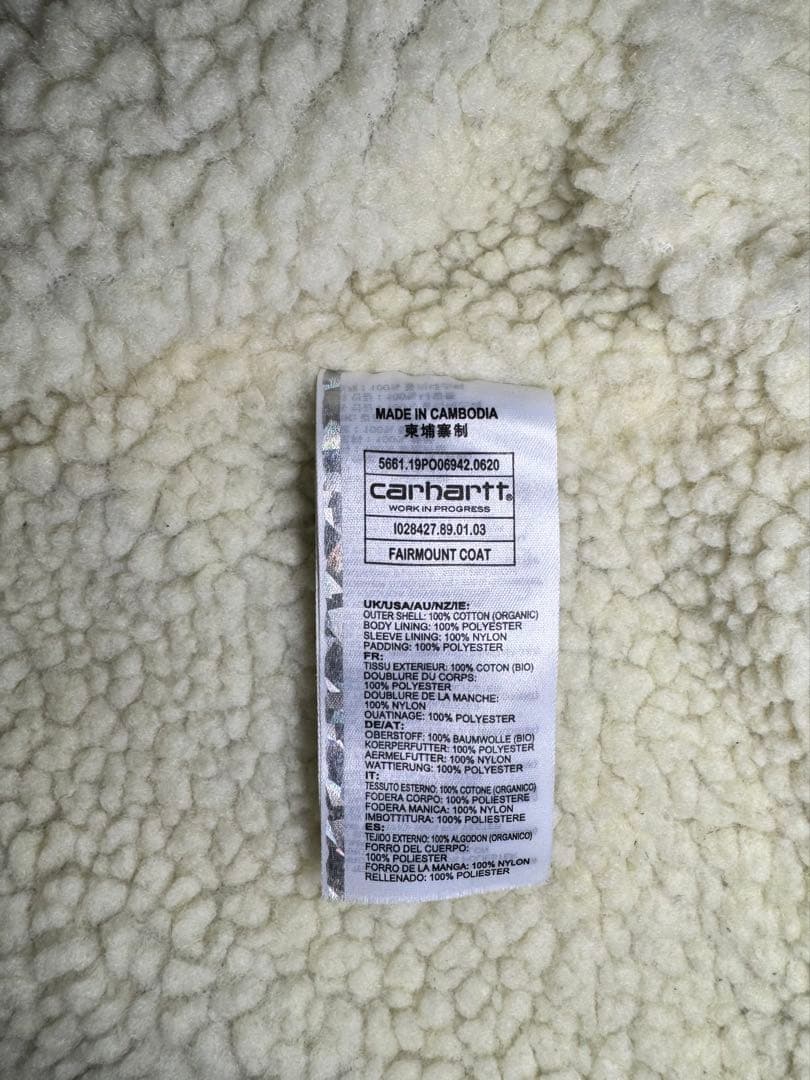 MADE IN CAMBODIA
柬埔寨制
5661.19PO06942.0620
carhartt®
WORK IN PROGRESS
I028427.89.01.03
FAIRMOUNT COAT
UK/USA/AU/NZ/IE:
OUTER SHELL: 100% COTTON (ORGANIC)
BODY LINING: 100% POLYESTER
SLEEVE LINING: 100% NYLON
PADDING: 100% POLYESTER
FR:
TISSU EXTERIEUR: 100% COTON (BIO)
DOUBLURE DU CORPS:
100% POLYESTER
DOUBLURE DE LA MANCHE:
100% NYLON
OUATINAGE: 100% POLYESTER
DE/AT:
OBERSTOFF: 100% BAUMWOLLE (BIO)
KOERPERFUTTER: 100% POLYESTER
AERMELFUTTER: 100% NYLON
WATTIERUNG: 100% POLYESTER
IT:
TESSUTO ESTERNO: 100% COTONE (ORGANICO)
FODERA CORPO: 100% POLIESTERE
FODERA MANICA: 100% NYLON
IMBOTTITURA: 100% POLIESTERE
ES:
TEJIDO EXTERNO: 100% ALGODON (ORGANICO)
FORRO DEL CUERPO:
100% POLIESTER
FORRO DE LA MANGA: 100% NYLON
RELLENADO: 100% POLIESTER